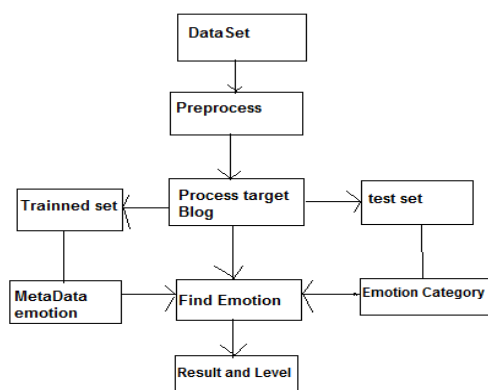 DataSet
Preprocess
Process target
Blog
Trainned set
test set
MetaData
emotion
Find Emotion
Emotion Category
Result and Level